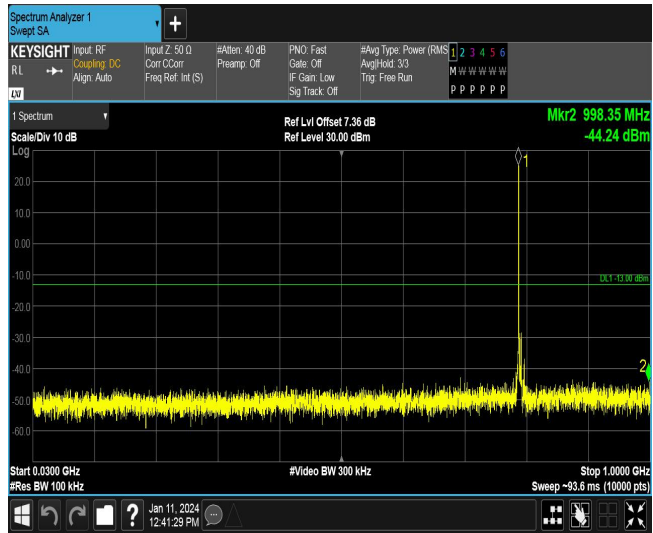 Spectrum Analyzer 1
Swept SA
+
KEYSIGHT Input: RF Input Z: 50 Ω #Atten: 40 dB PNO: Fast #Avg Type: Power (RMS 1 2 3 4 5 6
RL Coupling: DC Corr CCorr Preamp: Off Gate: Off Avg|Hold: 3/3 M W W W W W
Align: Auto Freq Ref: Int (S) IF Gain: Low Trig: Free Run
LXI Sig Track: Off P P P P P P
1 Spectrum Ref Lvl Offset 7.36 dB Mkr2 998.35 MHz
Scale/Div 10 dB Ref Level 30.00 dBm -44.24 dBm
Log
1
20.0
10.0
0.00
-10.0
DL1 -13.00 dBm
-20.0
-30.0
-40.0
2
-50.0
-60.0
Start 0.0300 GHz #Video BW 300 kHz Stop 1.0000 GHz
#Res BW 100 kHz Sweep ~93.6 ms (10000 pts)
? Jan 11, 2024
12:41:29 PM